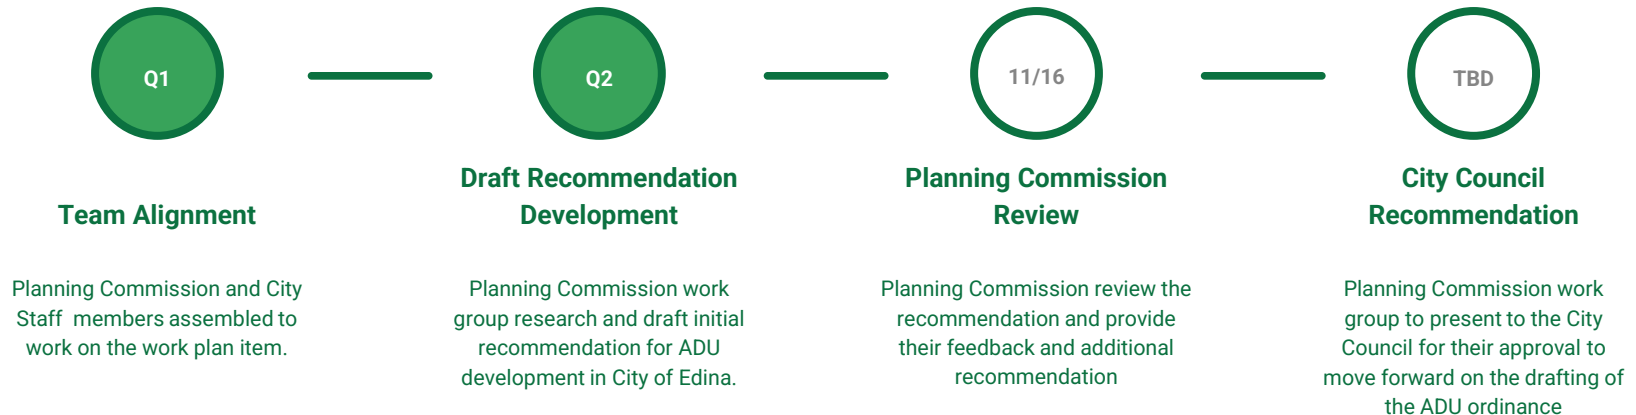 Q1
Team Alignment
Planning Commission and City
Staff  members assembled to
work on the work plan item.
Q2
Draft Recommendation
Development
Planning Commission work
group research and draft initial
recommendation for ADU
development in City of Edina.
11/16
Planning Commission
Review
Planning Commission review the
recommendation and provide
their feedback and additional
recommendation
TBD
City Council
Recommendation
Planning Commission work
group to present to the City
Council for their approval to
move forward on the drafting of
the ADU ordinance